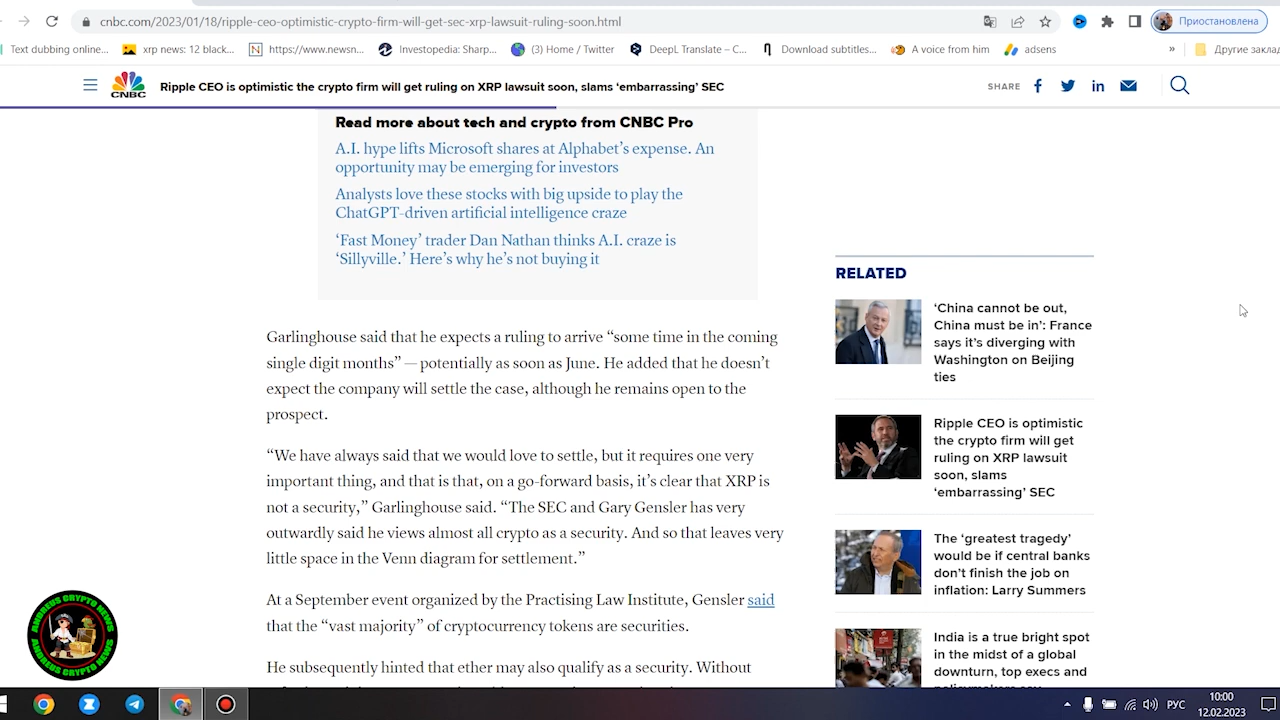 cnbc.com/2023/01/18/ripple-ceo-optimistic-crypto-firm-will-get-sec-xrp-lawsuit-ruling-soon.html
Приостановлена
Text dubbing online...
xrp news: 12 black...
https://www.newsn...
Investopedia: Sharp...
(3) Home / Twitter
DeepL Translate – C...
Download subtitles...
A voice from him
adsens
»
Другие закла
CNBC
Ripple CEO is optimistic the crypto firm will get ruling on XRP lawsuit soon, slams ‘embarrassing’ SEC
SHARE
Read more about tech and crypto from CNBC Pro
A.I. hype lifts Microsoft shares at Alphabet’s expense. An
opportunity may be emerging for investors
Analysts love these stocks with big upside to play the
ChatGPT-driven artificial intelligence craze
‘Fast Money’ trader Dan Nathan thinks A.I. craze is
‘Sillyville.’ Here’s why he’s not buying it
Garlinghouse said that he expects a ruling to arrive “some time in the coming
single digit months” — potentially as soon as June. He added that he doesn’t
expect the company will settle the case, although he remains open to the
prospect.
“We have always said that we would love to settle, but it requires one very
important thing, and that is that, on a go-forward basis, it’s clear that XRP is
not a security,” Garlinghouse said. “The SEC and Gary Gensler has very
outwardly said he views almost all crypto as a security. And so that leaves very
little space in the Venn diagram for settlement.”
At a September event organized by the Practising Law Institute, Gensler said
that the “vast majority” of cryptocurrency tokens are securities.
He subsequently hinted that ether may also qualify as a security. Without
RELATED
‘China cannot be out,
China must be in’: France
says it’s diverging with
Washington on Beijing
ties
Ripple CEO is optimistic
the crypto firm will get
ruling on XRP lawsuit
soon, slams
‘embarrassing’ SEC
The ‘greatest tragedy’
would be if central banks
don’t finish the job on
inflation: Larry Summers
India is a true bright spot
in the midst of a global
downturn, top execs and
ANDREUS CRYPTO NEWS
ANDREUS CRYPTO NEWS
РУС
10:00
12.02.2023